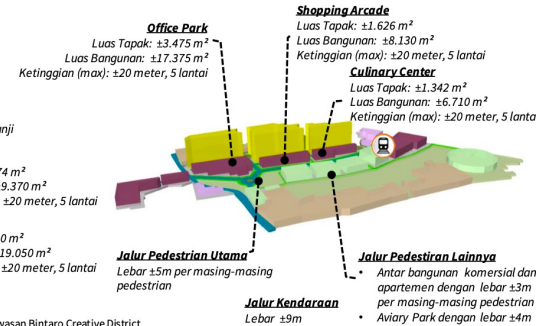 Shopping Arcade
Luas Tapak: ±1.626 m²
Luas Bangunan: ±8.130 m²
Ketinggian (max): ±20 meter, 5 lantai
Office Park
Luas Tapak: ±3.475 m²
Luas Bangunan: ±17.375 m²
Ketinggian (max): ±20 meter, 5 lantai
Culinary Center
Luas Tapak: ±1.342 m²
Luas Bangunan: ±6.710 m²
Ketinggian (max): ±20 meter, 5 lanta
nji
74 m²
9.370 m²
±20 meter, 5 lantai
0 m²
19.050 m²
±20 meter, 5 lantai
Jalur Pedestrian Utama
Lebar ±5m per masing-masing
pedestrian
Jalur Pedestiran Lainnya
• Antar bangunan komersial dan
apartemen dengan lebar ±3m
per masing-masing pedestrian
• Aviary Park dengan lebar ±4m
Jalur Kendaraan
Lebar ±9m
wasan Bintaro Creative District